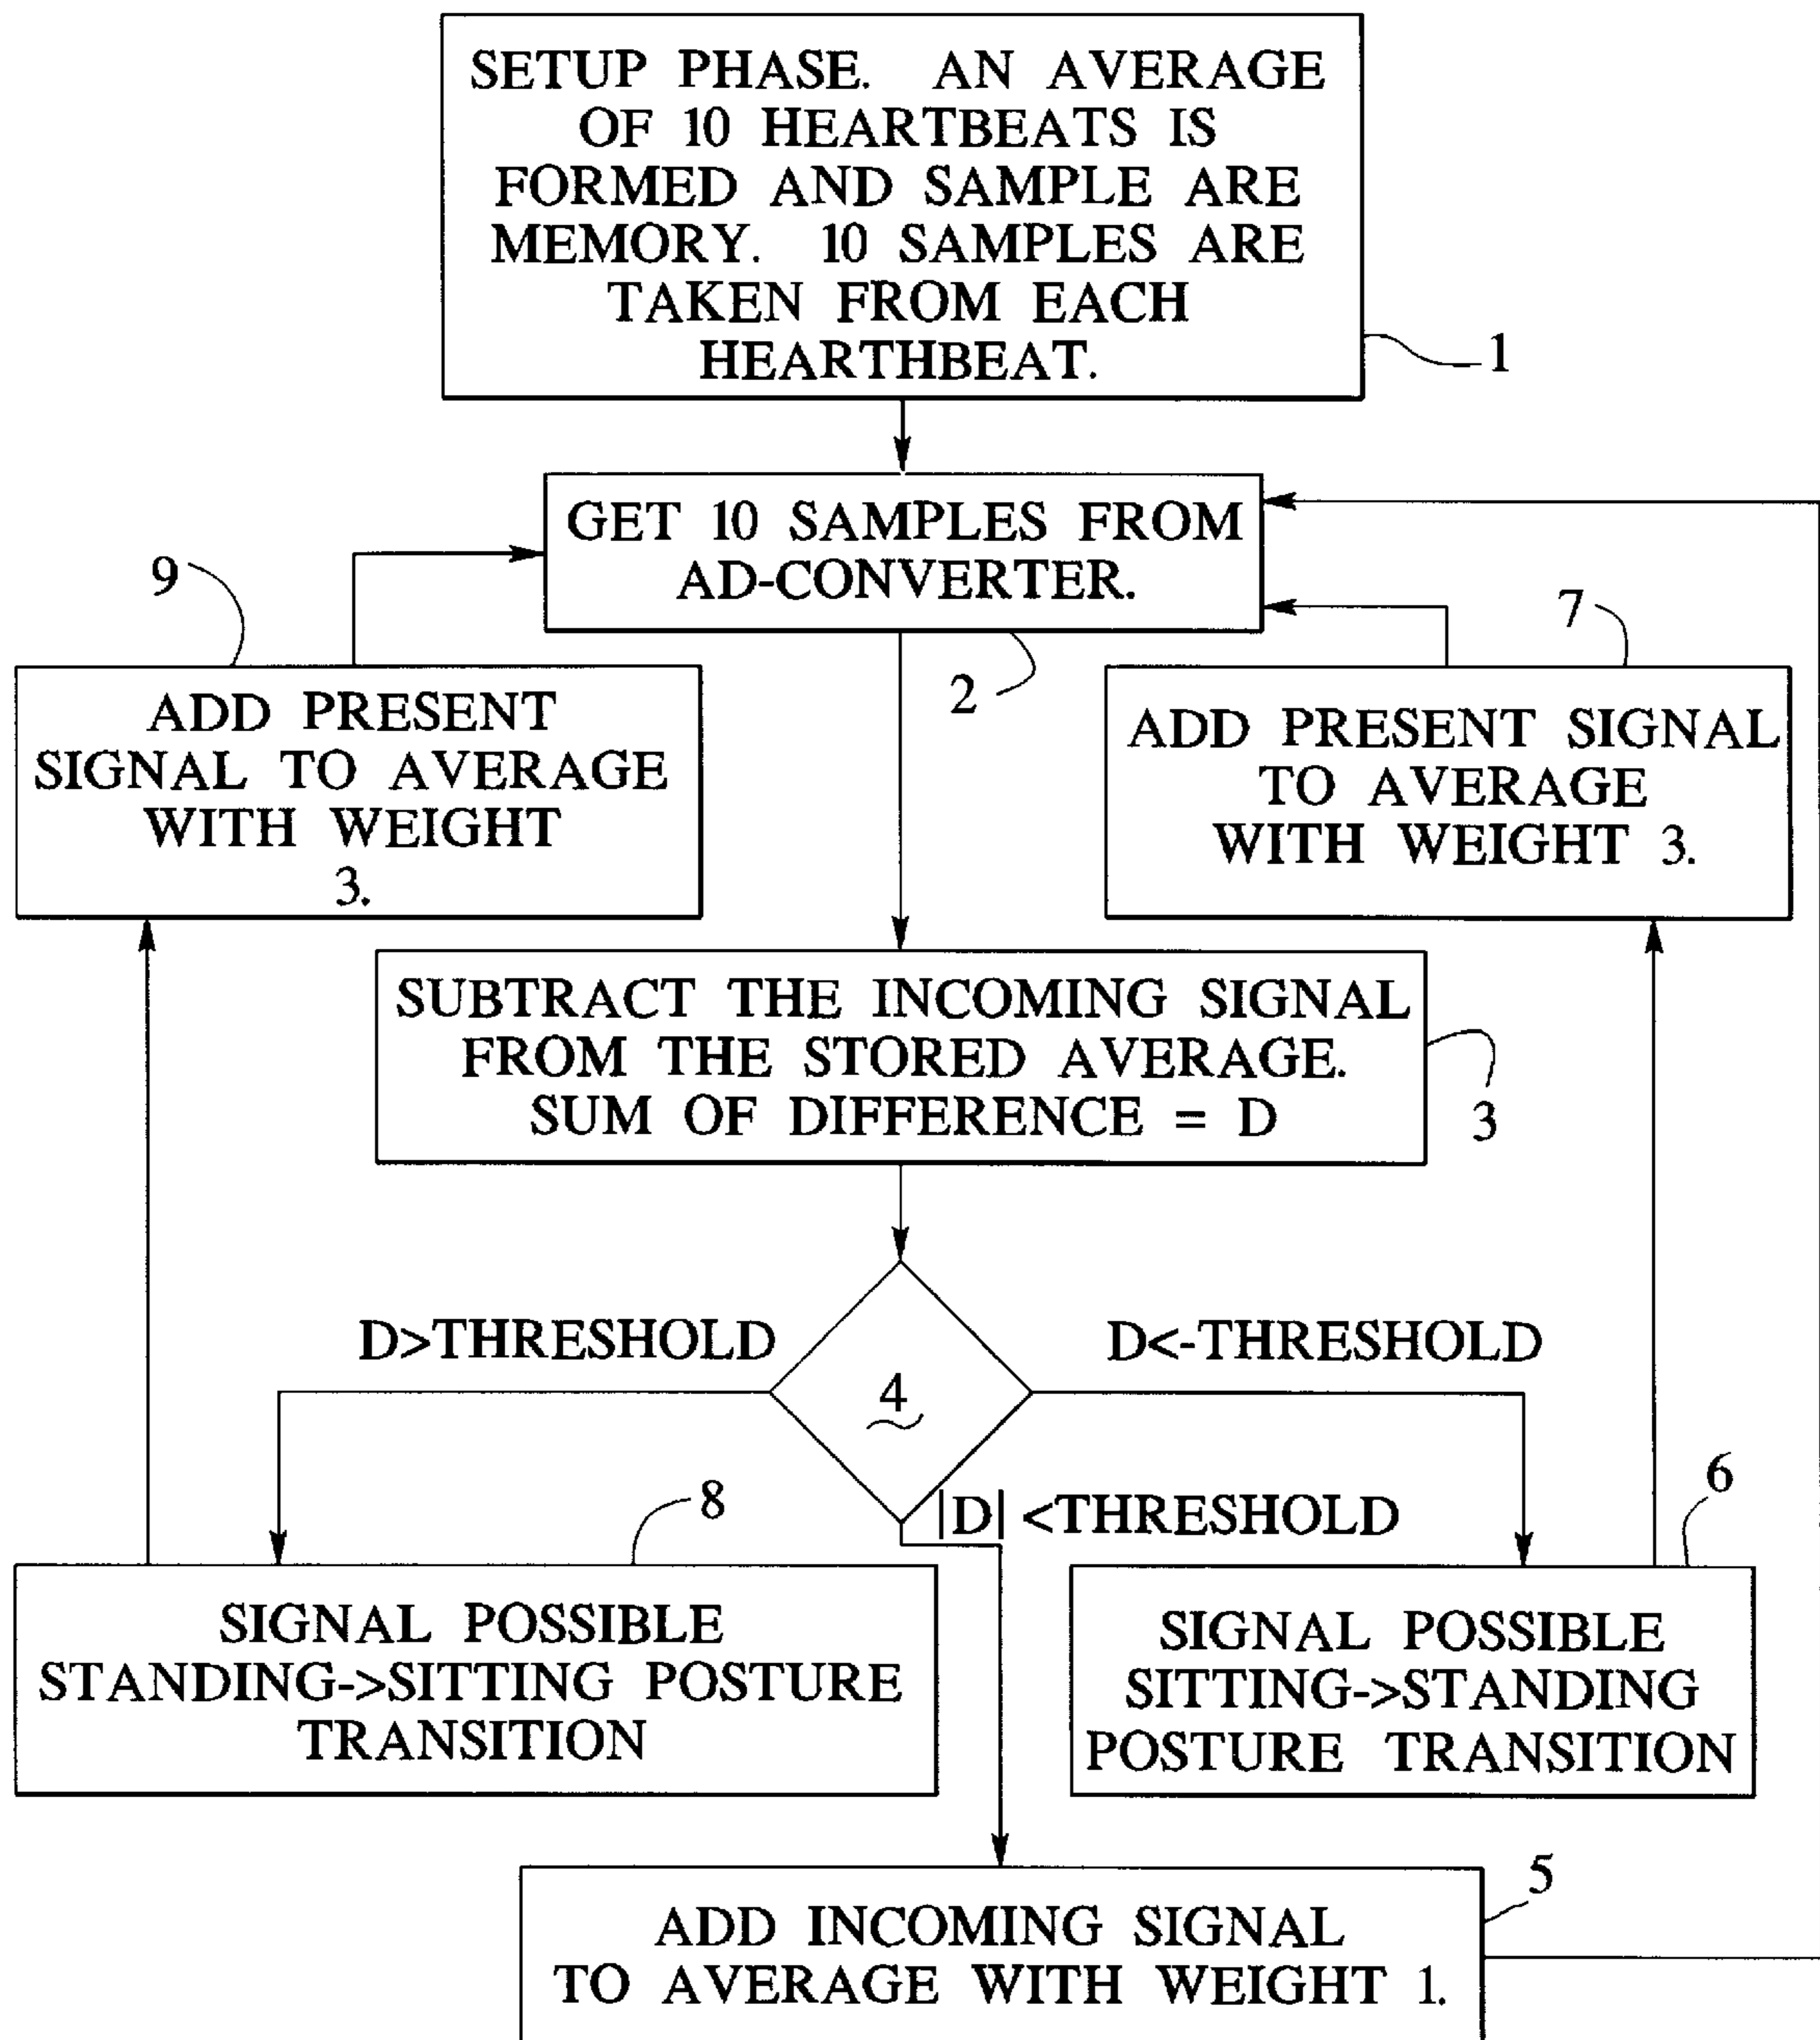 SETUP PHASE. AN AVERAGE
OF 10 HEARTBEATS IS
FORMED AND SAMPLE ARE
MEMORY. 10 SAMPLES ARE
TAKEN FROM EACH
HEARTHBEAT.
1
GET 10 SAMPLES FROM
AD-CONVERTER.
2
9
ADD PRESENT
SIGNAL TO AVERAGE
WITH WEIGHT
3.
7
ADD PRESENT SIGNAL
TO AVERAGE
WITH WEIGHT 3.
SUBTRACT THE INCOMING SIGNAL
FROM THE STORED AVERAGE.
SUM OF DIFFERENCE = D
3
D>THRESHOLD
4
D<-THRESHOLD
|D| <THRESHOLD
8
SIGNAL POSSIBLE
STANDING->SITTING POSTURE
TRANSITION
6
SIGNAL POSSIBLE
SITTING->STANDING
POSTURE TRANSITION
5
ADD INCOMING SIGNAL
TO AVERAGE WITH WEIGHT 1.